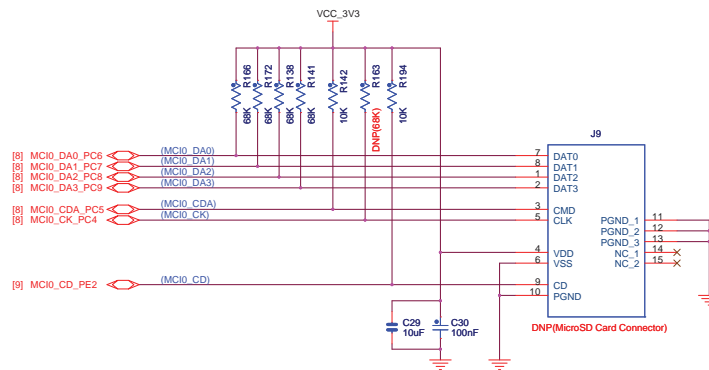 VCC_3V3
R166
R172
R138
R141
R142
R163
R194
68K
68K
68K
68K
10K
DNP(68K)
10K
J9
[8] MCI0_DA0_PC6 (MCI0_DA0) 7 DAT0
[8] MCI0_DA1_PC7 (MCI0_DA1) 8 DAT1
[8] MCI0_DA2_PC8 (MCI0_DA2) 1 DAT2
[8] MCI0_DA3_PC9 (MCI0_DA3) 2 DAT3
[8] MCI0_CDA_PC5 (MCI0_CDA) 3 CMD
[8] MCI0_CK_PC4 (MCI0_CK) 5 CLK
PGND_1 11
PGND_2 12
PGND_3 13
4 VDD NC_1 14
6 VSS NC_2 15
[9] MCI0_CD_PE2 (MCI0_CD) 9 CD
10 PGND
C29
10uF
C30
100nF
DNP(MicroSD Card Connector)